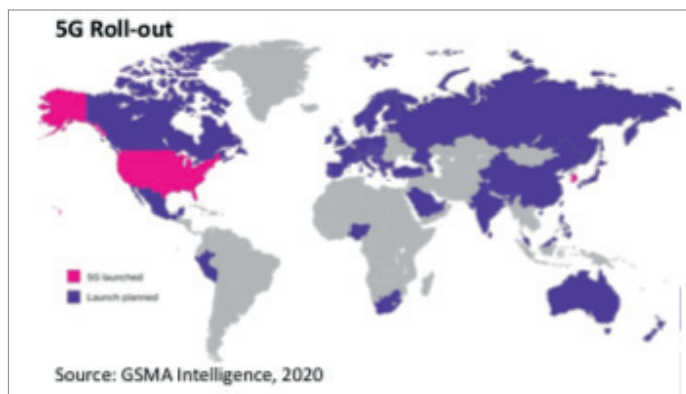 5G Roll-out
5G launched
Launch planned
Source: GSMA Intelligence, 2020